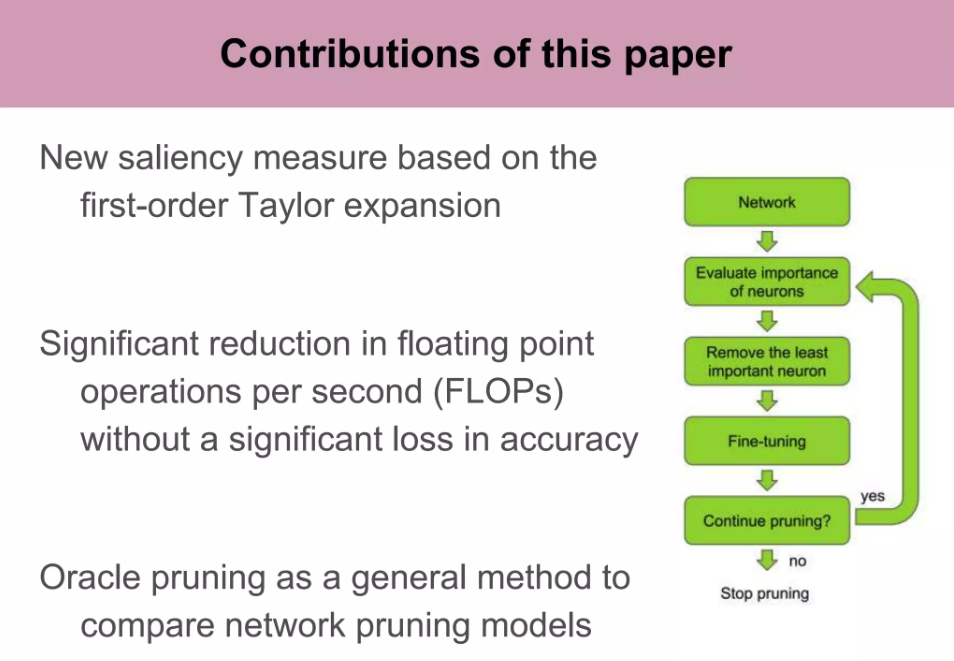 Contributions of this paper
New saliency measure based on the
first-order Taylor expansion
Significant reduction in floating point
operations per second (FLOPs)
without a significant loss in accuracy
Oracle pruning as a general method to
compare network pruning models
Network
Evaluate importance
of neurons
Remove the least
important neuron
Fine-tuning
yes
Continue pruning?
no
Stop pruning